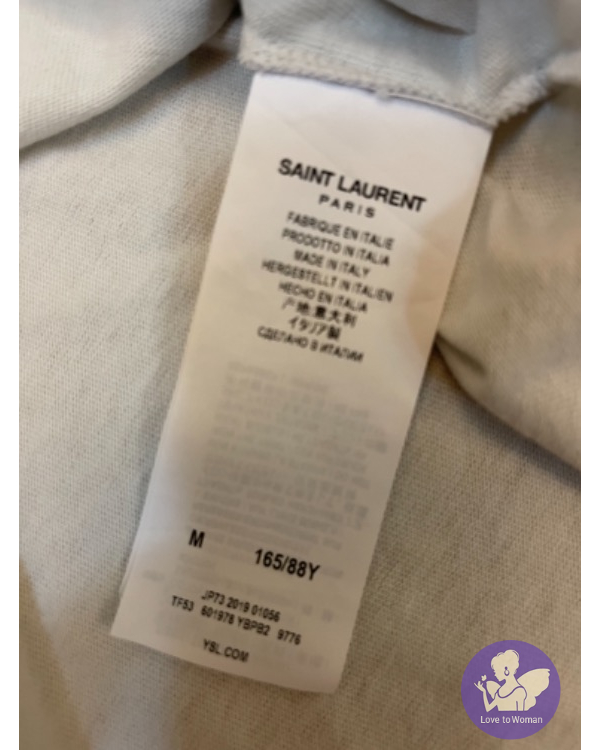 SAINT LAURENT
PARIS
FABRIQUE EN ITALIE
PRODOTTO IN ITALIA
MADE IN ITALY
HERGESTELLT IN ITALIEN
HECHO EN ITALIA
产地:意大利
イタリア製
СДЕЛАНО В ИТАЛИИ
M 165/88Y
JP73 2019 01056
TF53 601978 YBPB2 9776
YSL.COM
Love to Woman